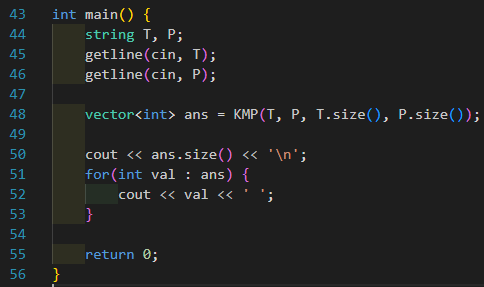 43 int main() {
44     string T, P;
45     getline(cin, T);
46     getline(cin, P);
47
48     vector<int> ans = KMP(T, P, T.size(), P.size());
49
50     cout << ans.size() << '\n';
51     for(int val : ans) {
52         cout << val << ' ';
53     }
54
55     return 0;
56 }